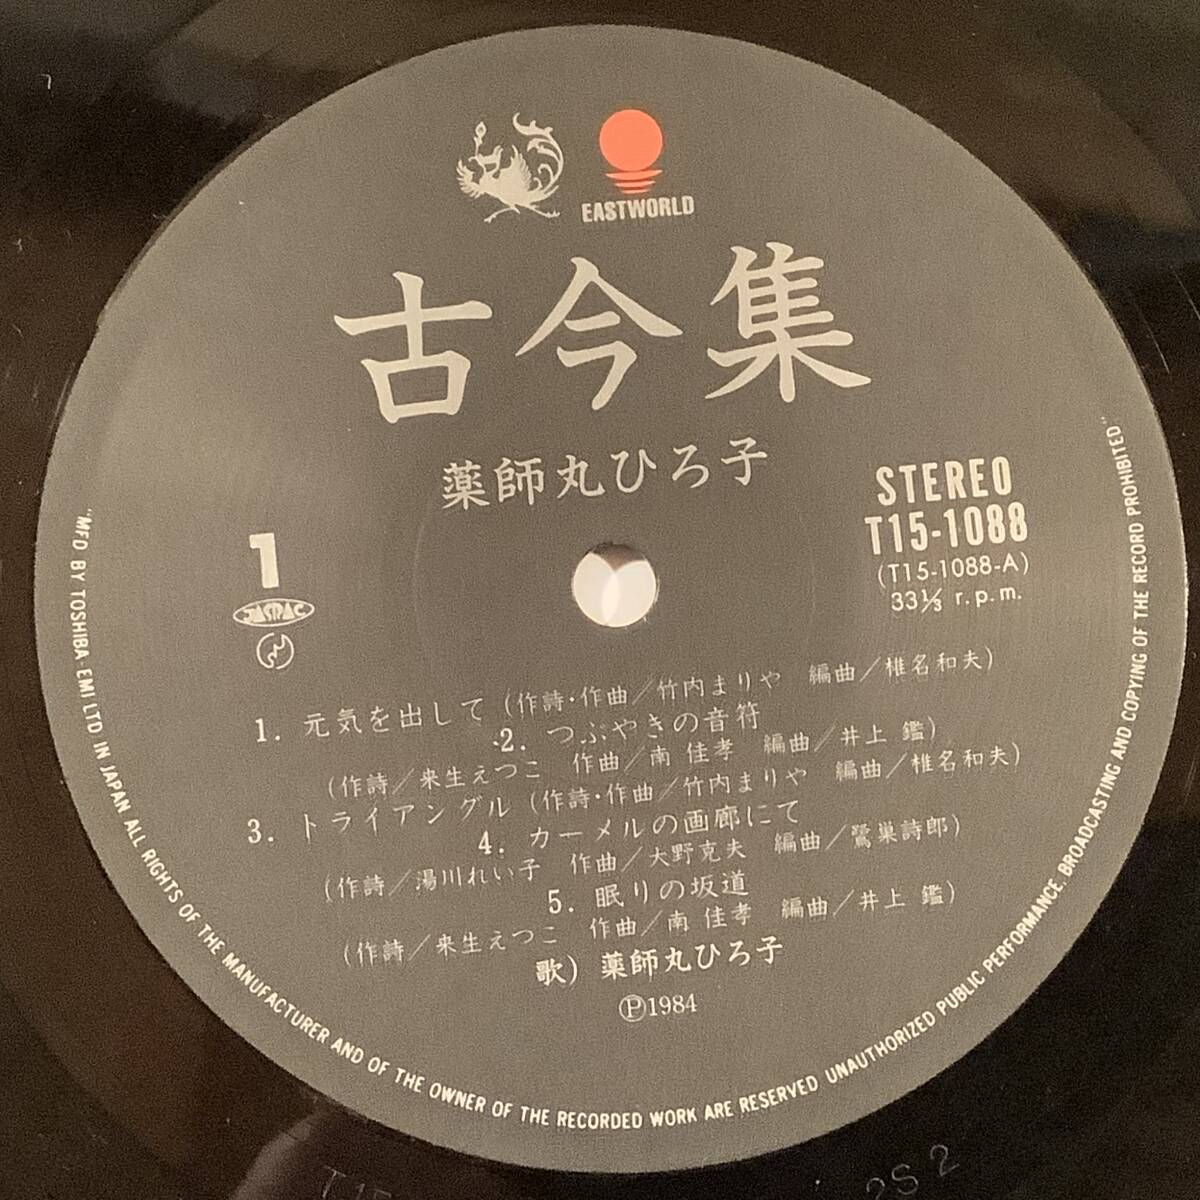 EASTWORLD
古今集
薬師丸ひろ子
STEREO
T15-1088
(T15-1088-A)
33⅓ r.p.m.
1
JASRAC
1. 元気を出して (作詩・作曲／竹内まりや 編曲／椎名和夫)
2. つぶやきの音符
(作詩／来生えつこ 作曲／南 佳孝 編曲／井上 鑑)
3. トライアングル (作詩・作曲／竹内まりや 編曲／椎名和夫)
4. カーメルの画廊にて
(作詩／湯川れい子 作曲／大野克夫 編曲／鷺巣詩郎)
5. 眠りの坂道
(作詩／来生えつこ 作曲／南 佳孝 編曲／井上 鑑)
歌) 薬師丸ひろ子
Ⓟ1984
"MFD BY TOSHIBA·EMI LTD IN JAPAN ALL RIGHTS OF THE MANUFACTURER AND OF THE OWNER OF THE RECORDED WORK ARE RESERVED UNAUTHORIZED PUBLIC PERFORMANCE. BROADCASTING AND COPYING OF THE RECORD PROHIBITED"
2S 2